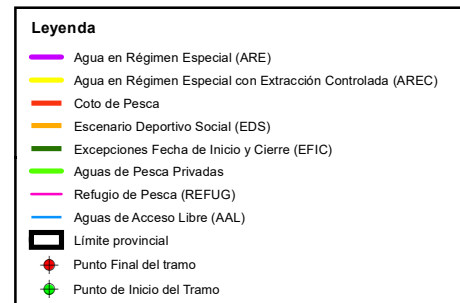 Leyenda
Agua en Régimen Especial (ARE)
Agua en Régimen Especial con Extracción Controlada (AREC)
Coto de Pesca
Escenario Deportivo Social (EDS)
Excepciones Fecha de Inicio y Cierre (EFIC)
Aguas de Pesca Privadas
Refugio de Pesca (REFUG)
Aguas de Acceso Libre (AAL)
Límite provincial
Punto Final del tramo
Punto de Inicio del Tramo